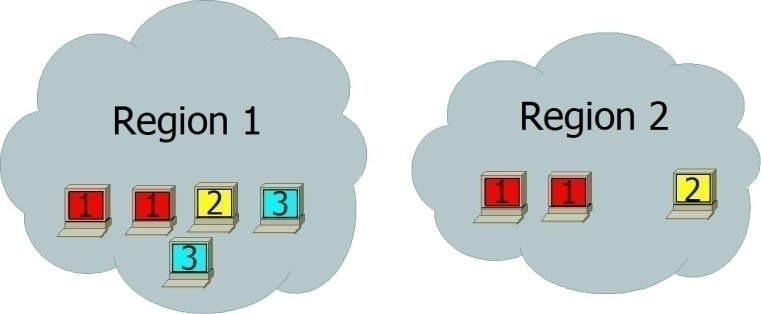 Region 1
1 1 2 3
3
Region 2
1 1 2